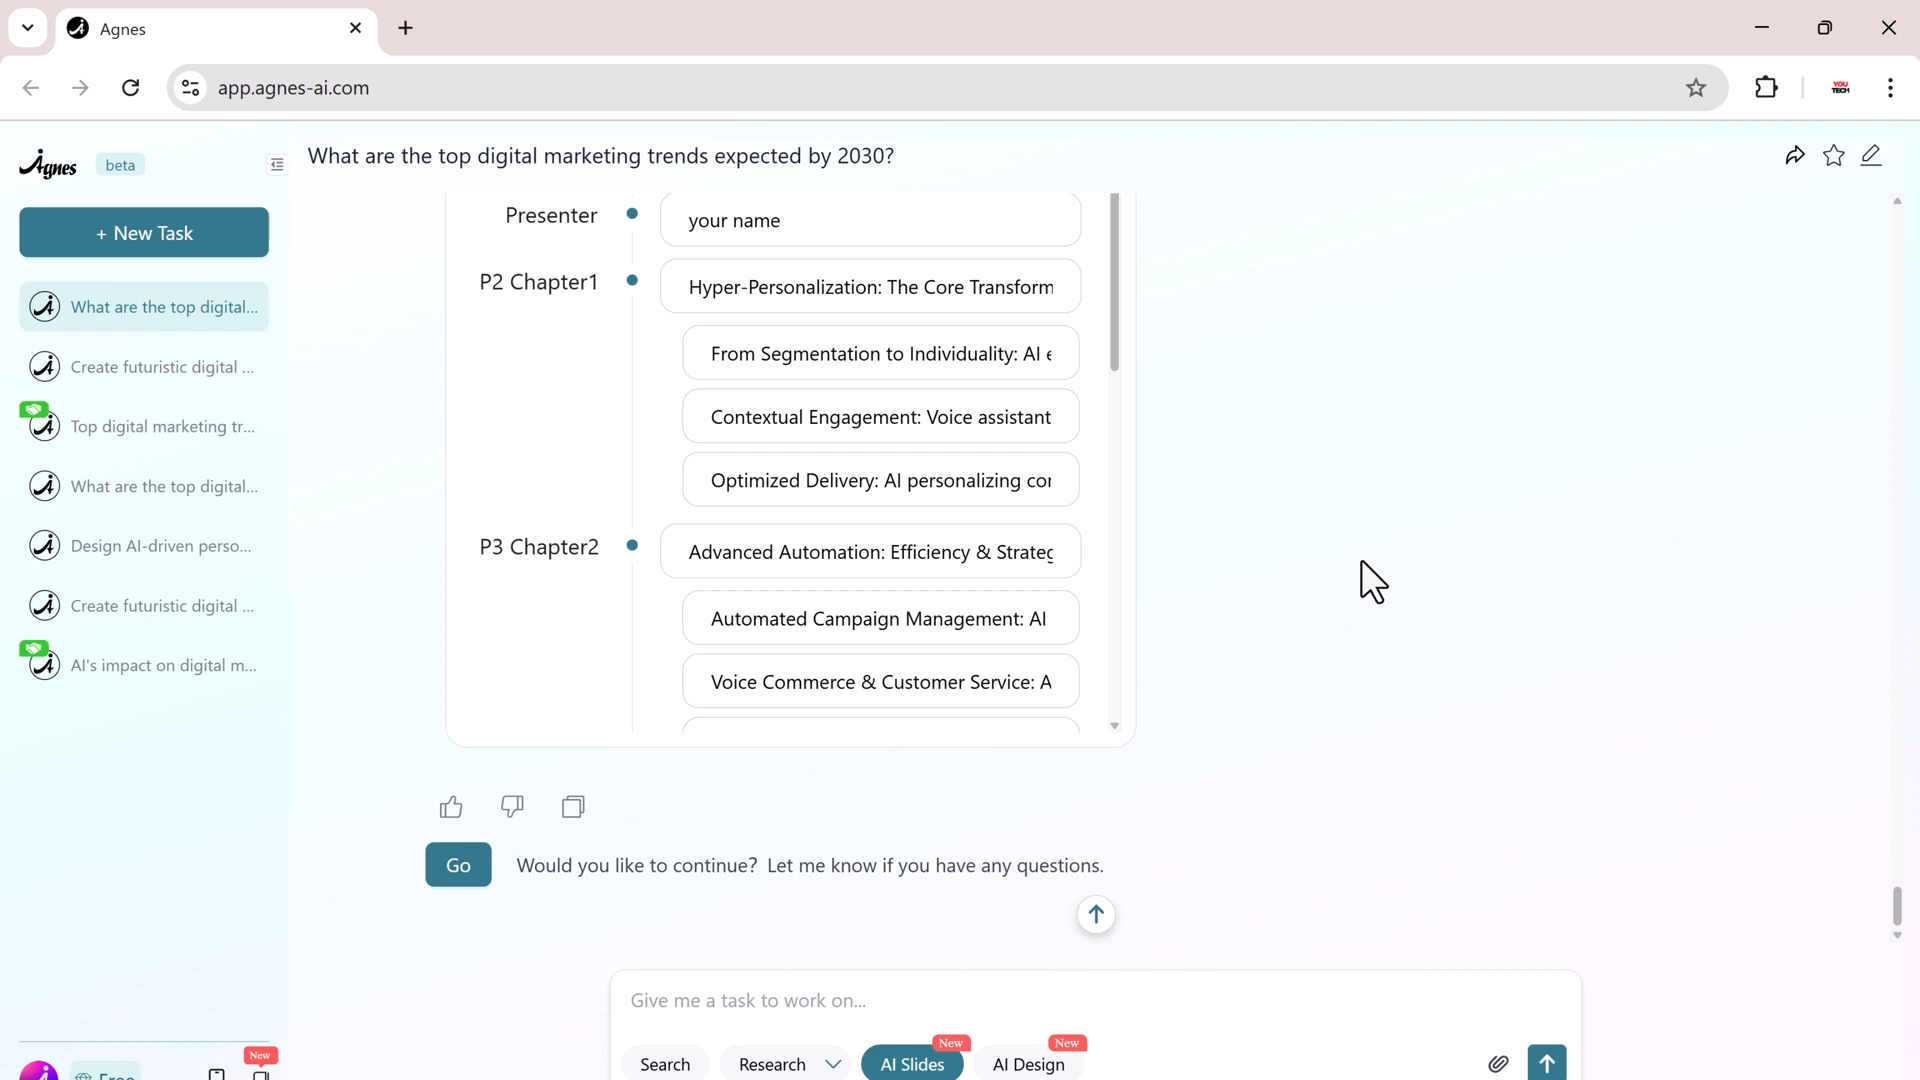 Agnes
app.agnes-ai.com
YOU
TECH
Agnes beta
What are the top digital marketing trends expected by 2030?
+ New Task
What are the top digital...
Create futuristic digital ...
Top digital marketing tr...
What are the top digital...
Design AI-driven perso...
Create futuristic digital ...
AI's impact on digital m...
Presenter
your name
P2 Chapter1
Hyper-Personalization: The Core Transform
From Segmentation to Individuality: AI e
Contextual Engagement: Voice assistant
Optimized Delivery: AI personalizing cor
P3 Chapter2
Advanced Automation: Efficiency & Strateg
Automated Campaign Management: AI
Voice Commerce & Customer Service: A
Go
Would you like to continue? Let me know if you have any questions.
Give me a task to work on...
New
New
Search
Research
AI Slides
AI Design
New
Free